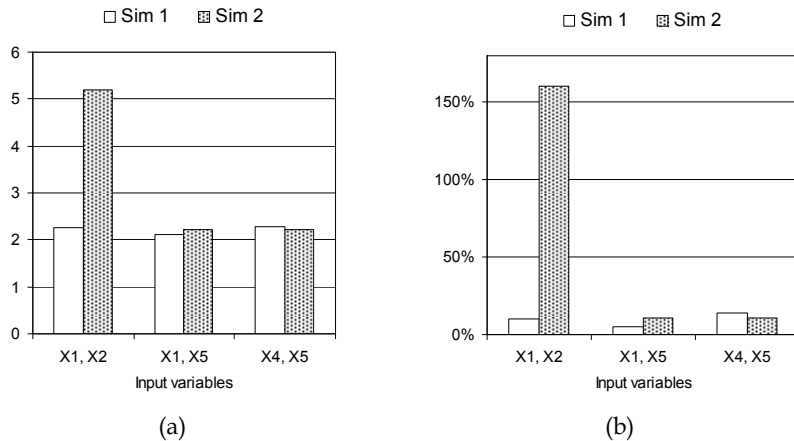 Sim 1 Sim 2
6
5
4
3
2
1
0
X1, X2 X1, X5 X4, X5
Input variables
(a)
Sim 1 Sim 2
150%
100%
50%
0%
X1, X2 X1, X5 X4, X5
Input variables
(b)